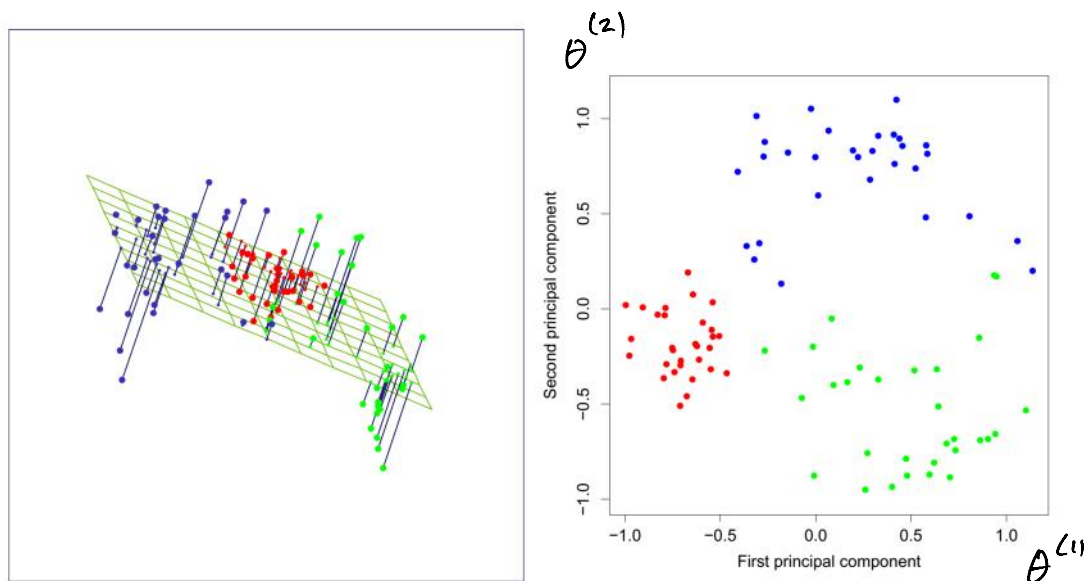 θ^(2)
Second principal component
1.0
0.5
0.0
−0.5
−1.0
−1.0 −0.5 0.0 0.5 1.0
First principal component
θ^(1)